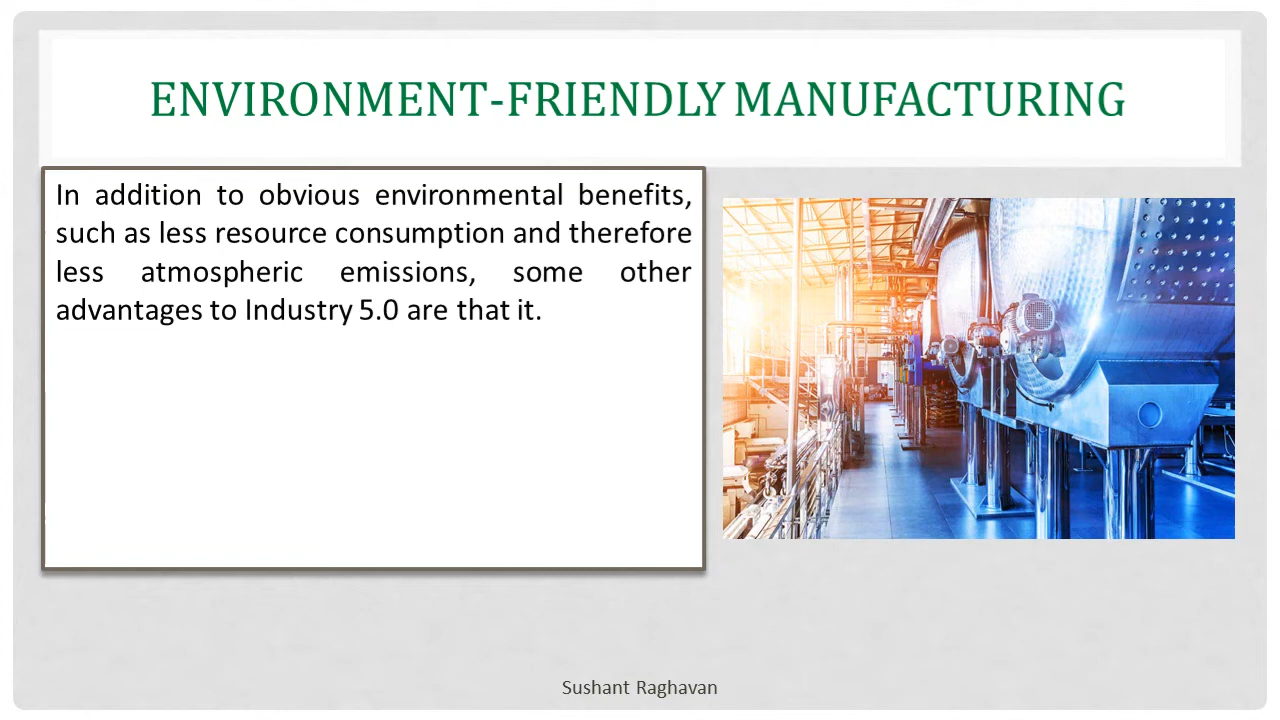 ENVIRONMENT-FRIENDLY MANUFACTURING
In addition to obvious environmental benefits,
such as less resource consumption and therefore
less atmospheric emissions, some other
advantages to Industry 5.0 are that it.
Sushant Raghavan